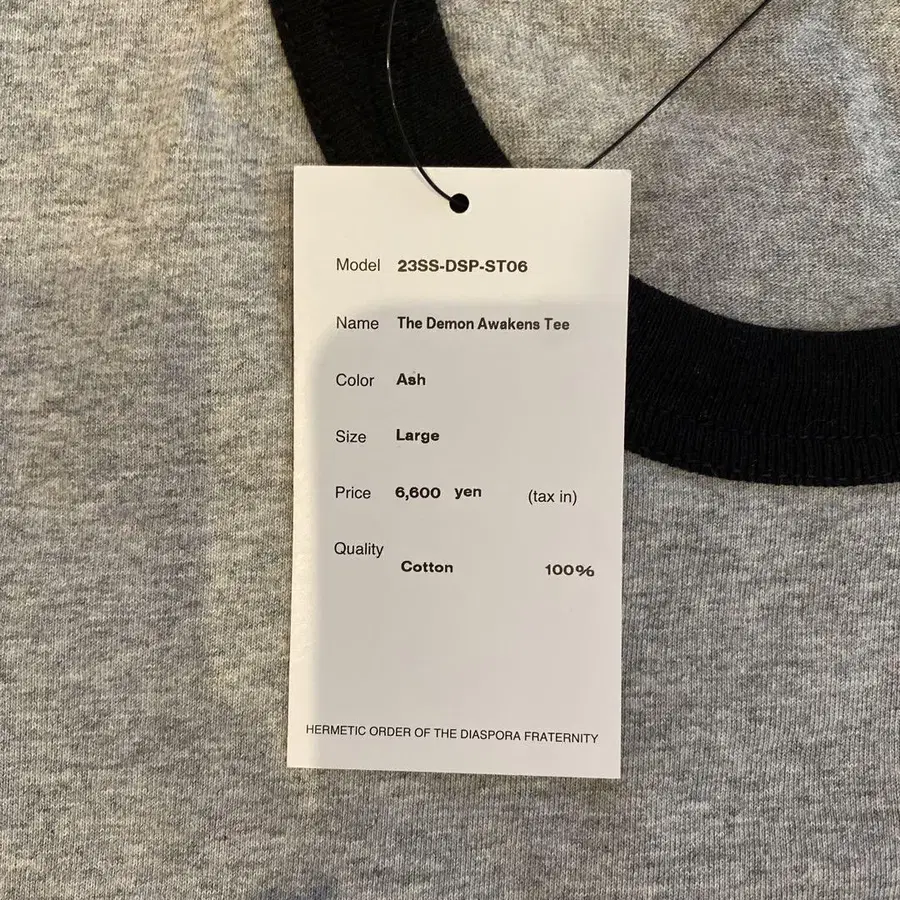 Model 23SS-DSP-ST06
Name The Demon Awakens Tee
Color Ash
Size Large
Price 6,600 yen (tax in)
Quality
Cotton 100%
HERMETIC ORDER OF THE DIASPORA FRATERNITY